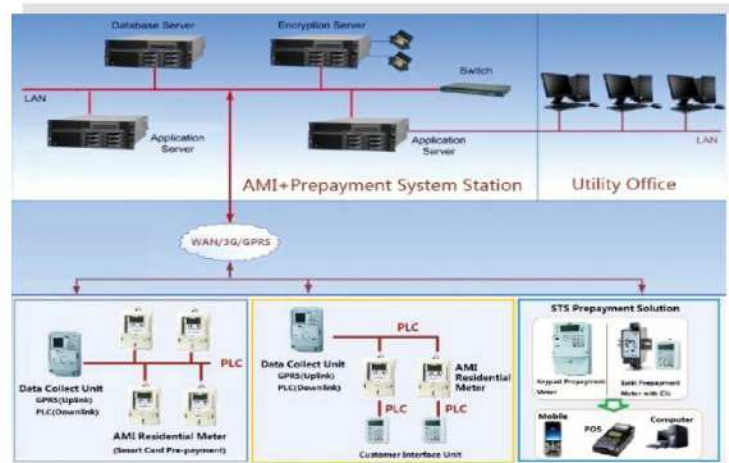 Database Server
Encryption Server
Switch
LAN
Application
Server
Application
Server
LAN
AMI+Prepayment System Station
Utility Office
WAN/3G/GPRS
PLC
Data Collect Unit
GPRS(Uplink)
PLC(Downlink)
AMI Residential Meter
(Smart Card Pre-payment)
PLC
Data Collect Unit
GPRS(Uplink)
PLC(Downlink)
AMI
Residential
Meter
PLC
PLC
Customer Interface Unit
STS Prepayment Solution
Keypad Prepayment
Meter
Split Prepayment
Meter with CIU
Mobile
POS
Computer